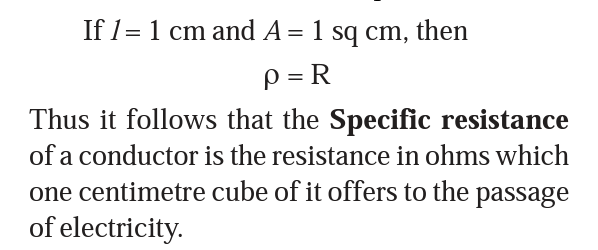 If l = 1 cm and A = 1 sq cm, then
ρ = R
Thus it follows that the Specific resistance
of a conductor is the resistance in ohms which
one centimetre cube of it offers to the passage
of electricity.